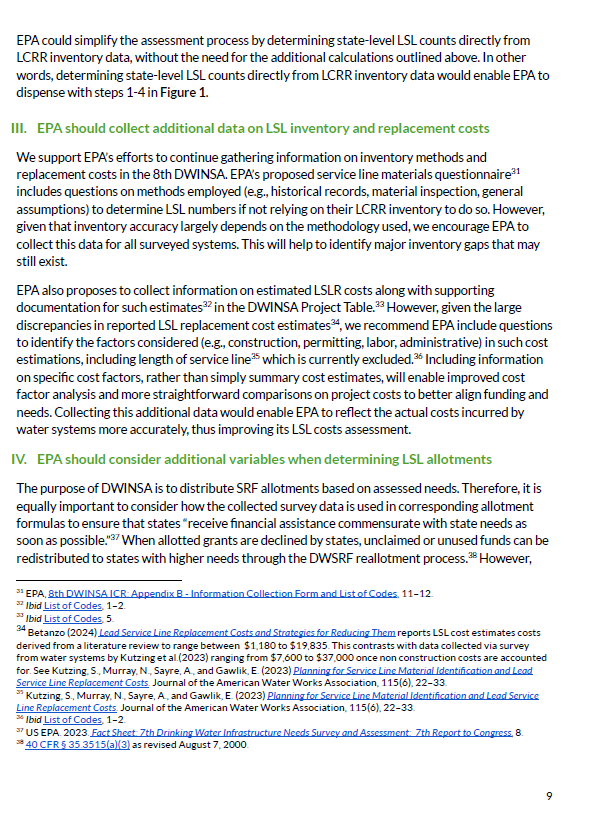 EPA could simplify the assessment process by determining state-level LSL counts directly from
LCRR inventory data, without the need for the additional calculations outlined above. In other
words, determining state-level LSL counts directly from LCRR inventory data would enable EPA to
dispense with steps 1-4 in Figure 1.
III. EPA should collect additional data on LSL inventory and replacement costs
We support EPA's efforts to continue gathering information on inventory methods and
replacement costs in the 8th DWINSA. EPA's proposed service line materials questionnaire³¹
includes questions on methods employed (e.g., historical records, material inspection, general
assumptions) to determine LSL numbers if not relying on their LCRR inventory to do so. However,
given that inventory accuracy largely depends on the methodology used, we encourage EPA to
collect this data for all surveyed systems. This will help to identify major inventory gaps that may
still exist.
EPA also proposes to collect information on estimated LSLR costs along with supporting
documentation for such estimates³² in the DWINSA Project Table.³³ However, given the large
discrepancies in reported LSL replacement cost estimates³⁴, we recommend EPA include questions
to identify the factors considered (e.g., construction, permitting, labor, administrative) in such cost
estimations, including length of service line³⁵ which is currently excluded.³⁶ Including information
on specific cost factors, rather than simply summary cost estimates, will enable improved cost
factor analysis and more straightforward comparisons on project costs to better align funding and
needs. Collecting this additional data would enable EPA to reflect the actual costs incurred by
water systems more accurately, thus improving its LSL costs assessment.
IV. EPA should consider additional variables when determining LSL allotments
The purpose of DWINSA is to distribute SRF allotments based on assessed needs. Therefore, it is
equally important to consider how the collected survey data is used in corresponding allotment
formulas to ensure that states "receive financial assistance commensurate with state needs as
soon as possible."³⁷ When allotted grants are declined by states, unclaimed or unused funds can be
redistributed to states with higher needs through the DWSRF reallotment process.³⁸ However,
³¹ EPA, 8th DWINSA ICR: Appendix B - Information Collection Form and List of Codes, 11–12.
³² Ibid List of Codes, 1–2.
³³ Ibid List of Codes, 5.
³⁴ Betanzo (2024) Lead Service Line Replacement Costs and Strategies for Reducing Them reports LSL cost estimates costs
derived from a literature review to range between $1,180 to $19,835. This contrasts with data collected via survey
from water systems by Kutzing et al.(2023) ranging from $7,600 to $37,000 once non construction costs are accounted
for. See Kutzing, S., Murray, N., Sayre, A., and Gawlik, E. (2023) Planning for Service Line Material Identification and Lead
Service Line Replacement Costs. Journal of the American Water Works Association, 115(6), 22–33.
³⁵ Kutzing, S., Murray, N., Sayre, A., and Gawlik, E. (2023) Planning for Service Line Material Identification and Lead Service
Line Replacement Costs. Journal of the American Water Works Association, 115(6), 22–33.
³⁶ Ibid List of Codes, 1–2.
³⁷ US EPA. 2023. Fact Sheet: 7th Drinking Water Infrastructure Needs Survey and Assessment: 7th Report to Congress, 8.
³⁸ 40 CFR § 35.3515(a)(3) as revised August 7, 2000.
9